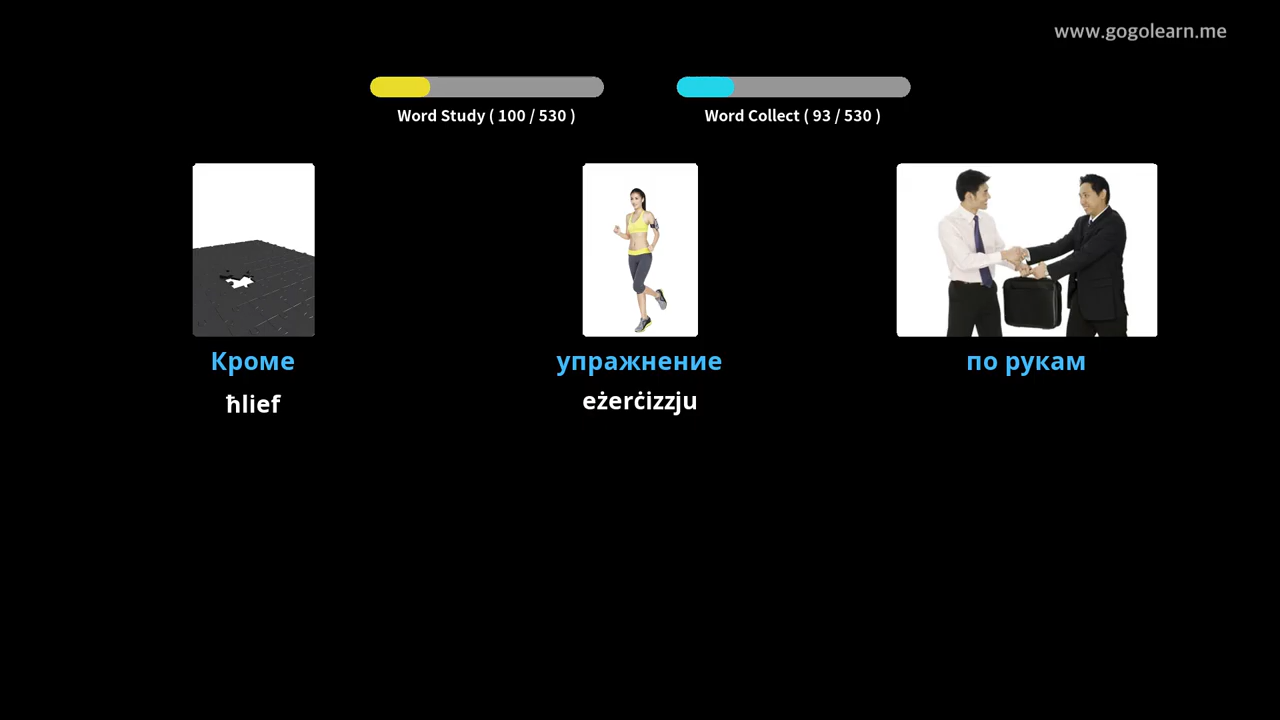 www.gogolearn.me
Word Study ( 100 / 530 )
Word Collect ( 93 / 530 )
Кроме
упражнение
по рукам
ħlief
eżerċizzju